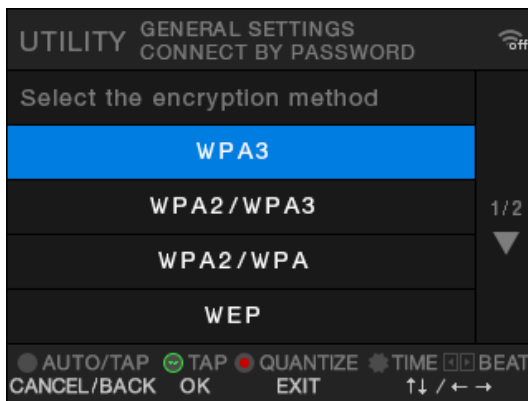 UTILITY GENERAL SETTINGS
CONNECT BY PASSWORD
off
Select the encryption method
WPA3
WPA2/WPA3
1/2
WPA2/WPA
WEP
AUTO/TAP TAP QUANTIZE TIME BEAT
CANCEL/BACK OK EXIT ↑↓/←→